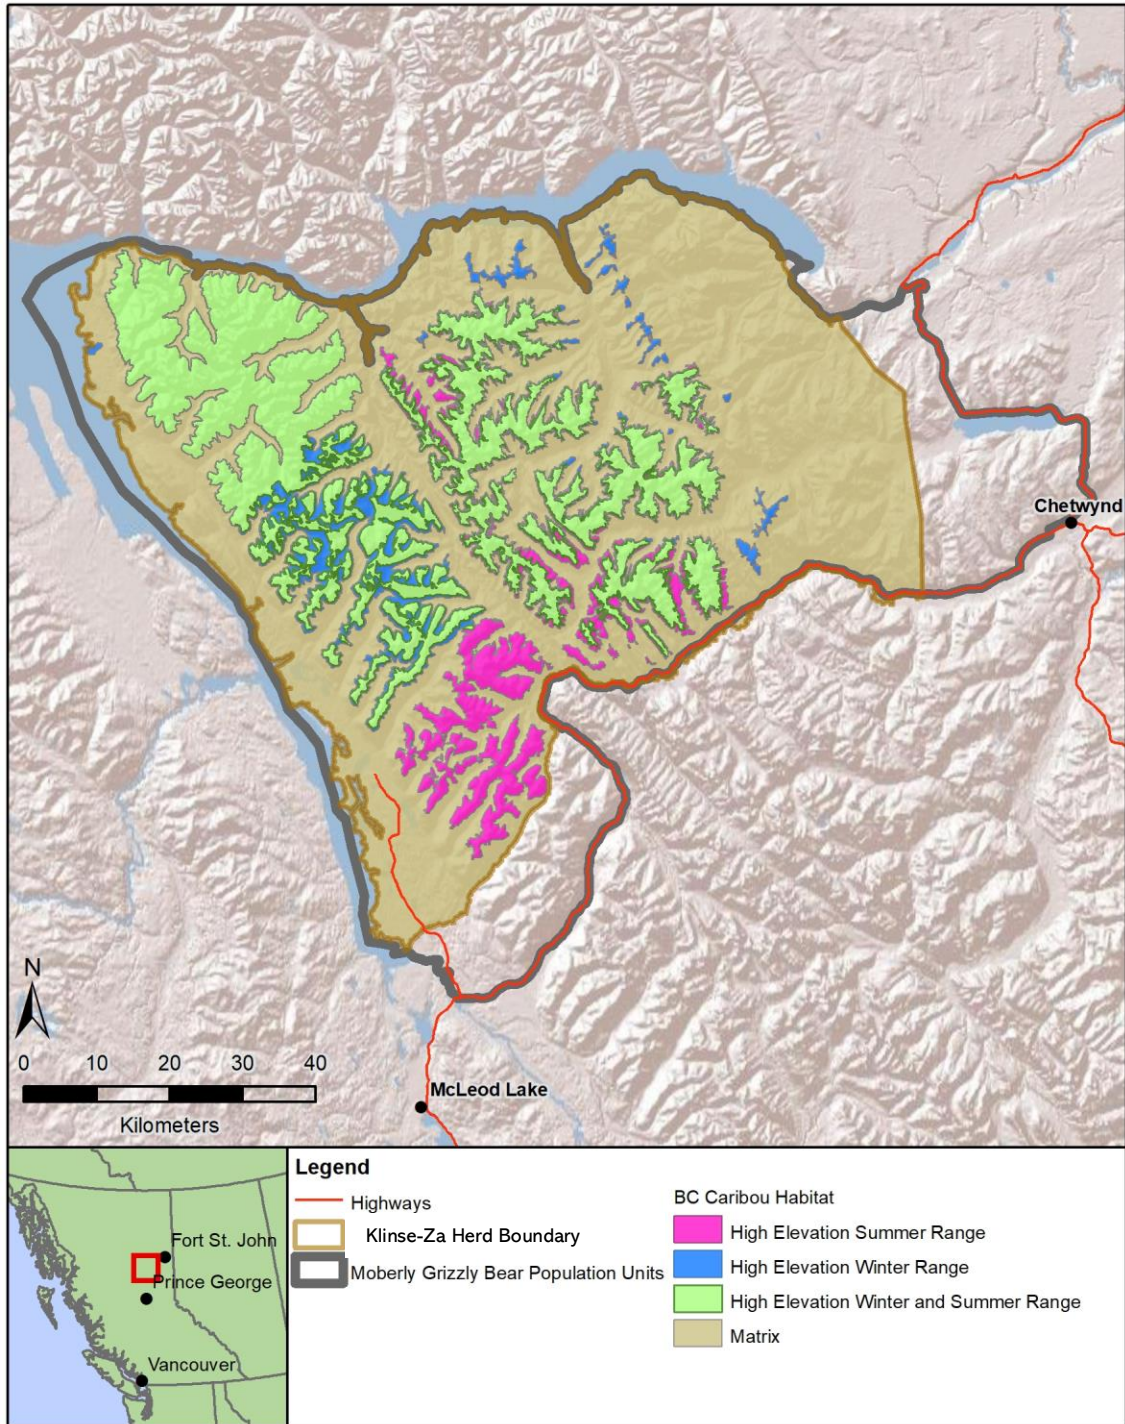 Chetwynd
N
0 10 20 30 40
Kilometers
McLeod Lake
Fort St. John
Prince George
Vancouver
Legend
Highways
Klinse-Za Herd Boundary
Moberly Grizzly Bear Population Units
BC Caribou Habitat
High Elevation Summer Range
High Elevation Winter Range
High Elevation Winter and Summer Range
Matrix